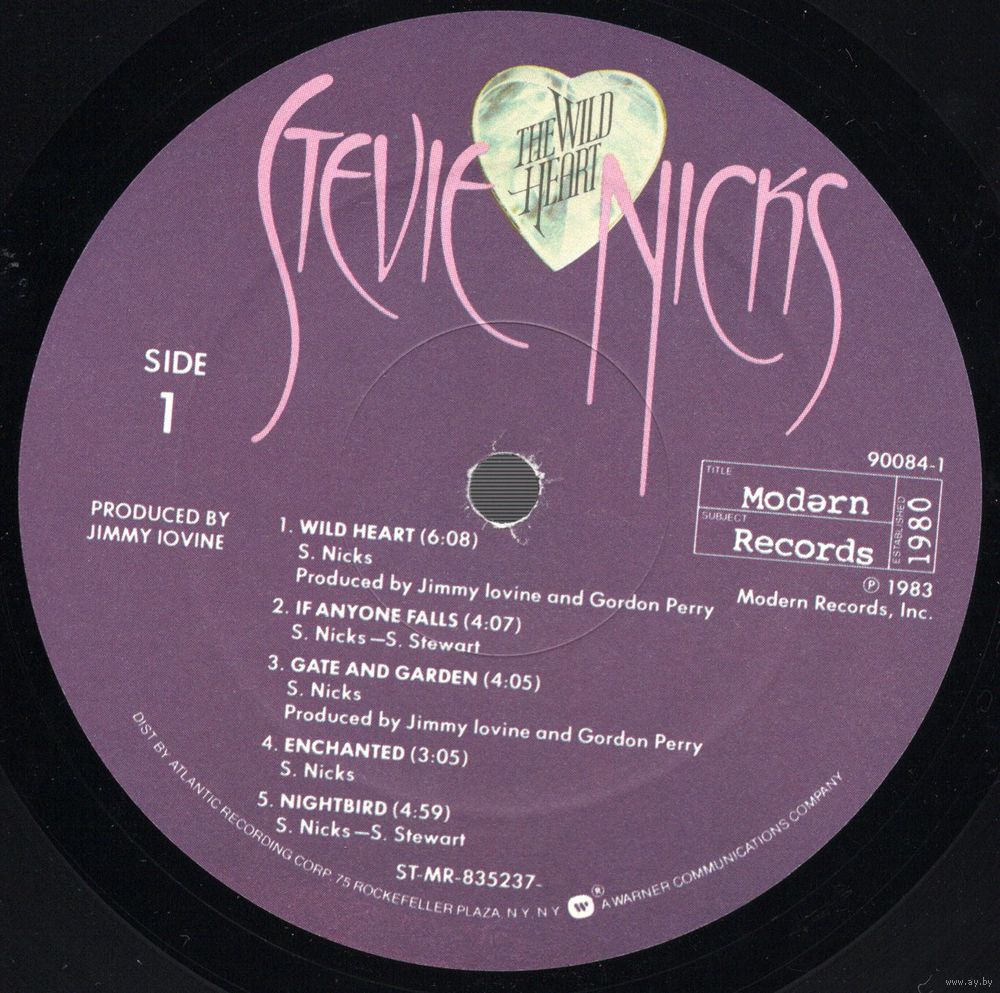 STEVIE NICKS
THE WILD
HEART
SIDE
1
PRODUCED BY
JIMMY IOVINE
90084-1
TITLE
Modərn
SUBJECT
Records
ESTABLISHED
1980
℗ 1983
Modern Records, Inc.
1. WILD HEART (6:08)
S. Nicks
Produced by Jimmy Iovine and Gordon Perry
2. IF ANYONE FALLS (4:07)
S. Nicks—S. Stewart
3. GATE AND GARDEN (4:05)
S. Nicks
Produced by Jimmy Iovine and Gordon Perry
4. ENCHANTED (3:05)
S. Nicks
5. NIGHTBIRD (4:59)
S. Nicks—S. Stewart
ST-MR-835237-
DIST BY ATLANTIC RECORDING CORP. 75 ROCKEFELLER PLAZA, N.Y., N.Y. W ® A WARNER COMMUNICATIONS COMPANY
www.ay.by